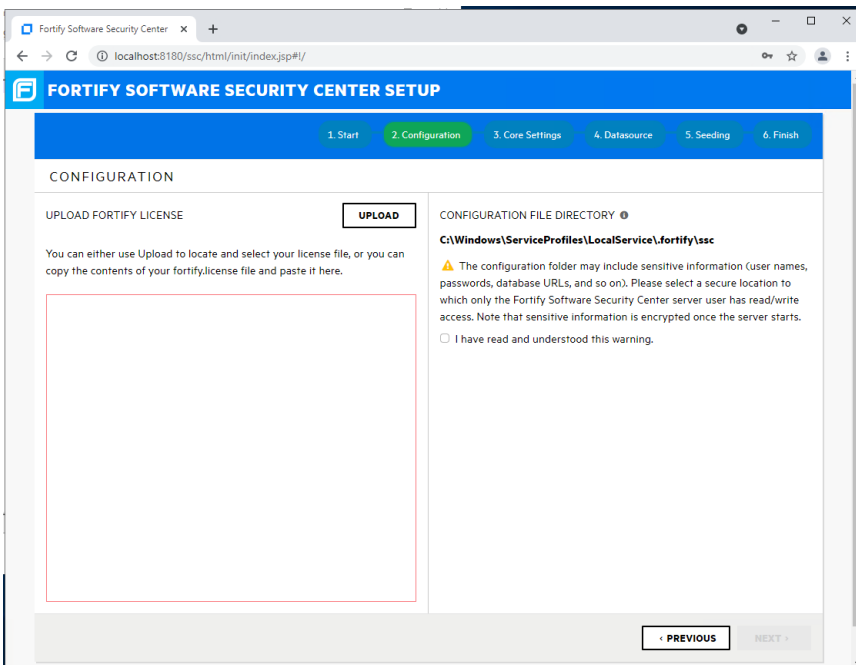 Fortify Software Security Center
localhost:8180/ssc/html/init/index.jsp#!/
FORTIFY SOFTWARE SECURITY CENTER SETUP
1. Start 2. Configuration 3. Core Settings 4. Datasource 5. Seeding 6. Finish
CONFIGURATION
UPLOAD FORTIFY LICENSE
UPLOAD
You can either use Upload to locate and select your license file, or you can
copy the contents of your fortify.license file and paste it here.
CONFIGURATION FILE DIRECTORY
C:\Windows\ServiceProfiles\LocalService\.fortify\ssc
The configuration folder may include sensitive information (user names,
passwords, database URLs, and so on). Please select a secure location to
which only the Fortify Software Security Center server user has read/write
access. Note that sensitive information is encrypted once the server starts.
I have read and understood this warning.
‹ PREVIOUS
NEXT ›